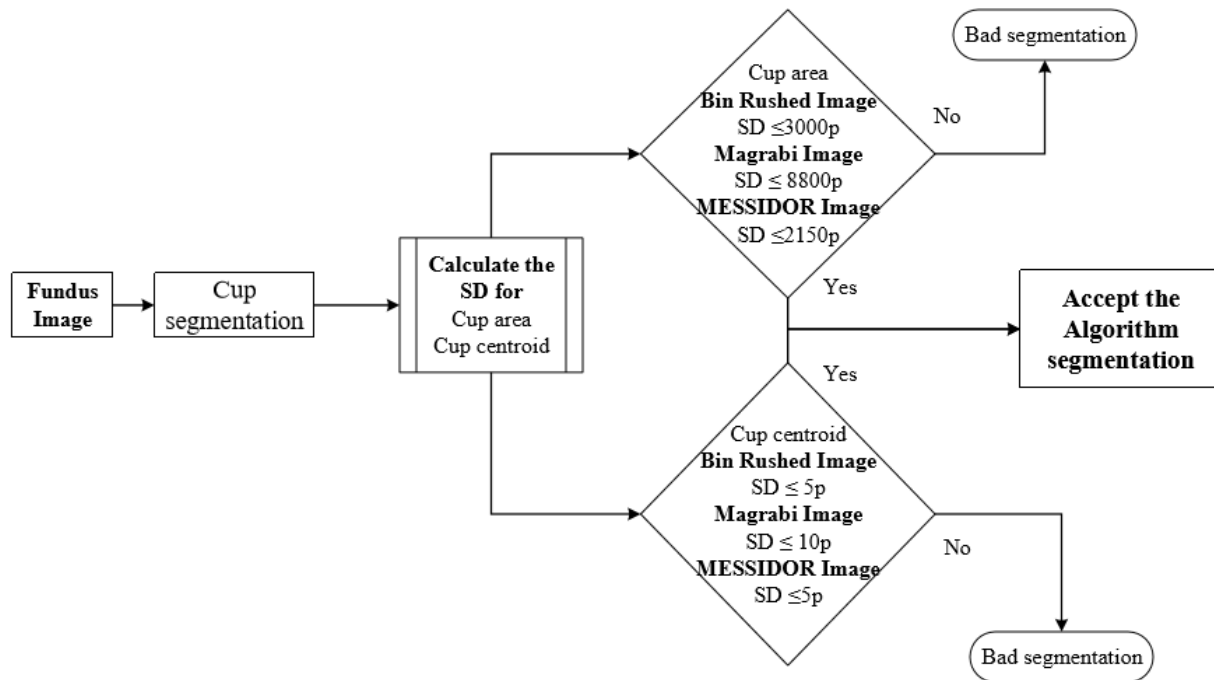 Fundus
Image
Cup
segmentation
Calculate the
SD for
Cup area
Cup centroid
Cup area
Bin Rushed Image
SD ≤3000p
Magrabi Image
SD ≤ 8800p
MESSIDOR Image
SD ≤2150p
No
Bad segmentation
Yes
Accept the
Algorithm
segmentation
Yes
Cup centroid
Bin Rushed Image
SD ≤ 5p
Magrabi Image
SD ≤ 10p
MESSIDOR Image
SD ≤5p
No
Bad segmentation